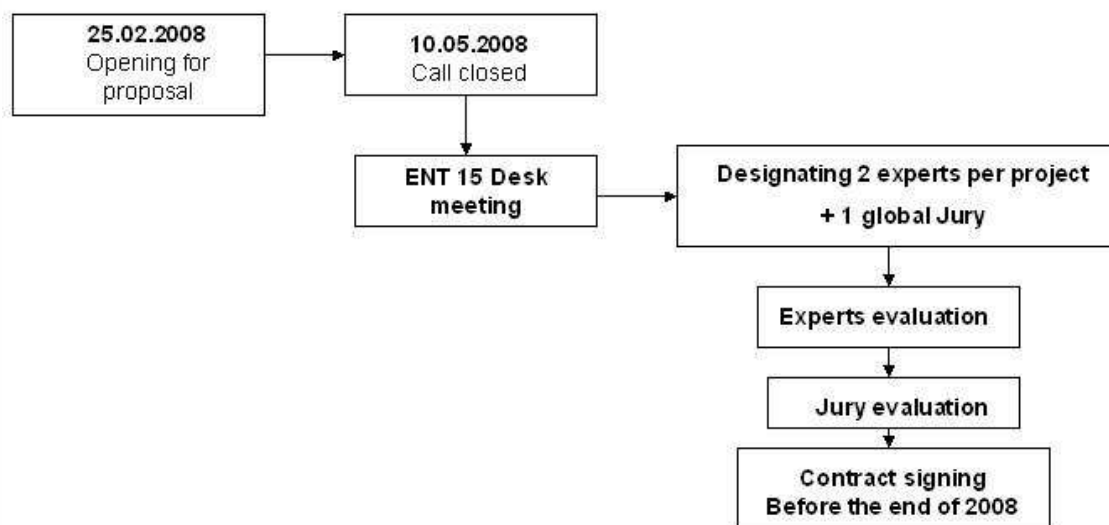 25.02.2008
Opening for
proposal
10.05.2008
Call closed
ENT 15 Desk
meeting
Designating 2 experts per project
+ 1 global Jury
Experts evaluation
Jury evaluation
Contract signing
Before the end of 2008